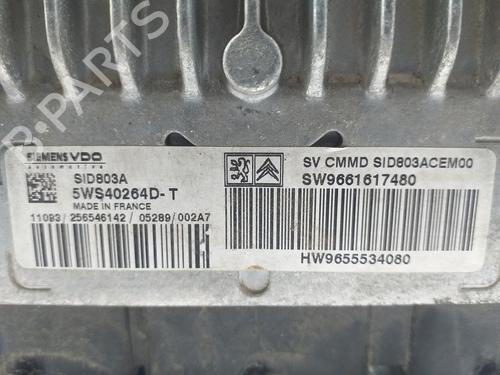 B-PARTS
SIEMENS VDO
SID803A
5WS40264D-T
MADE IN FRANCE
11093/256546142 /05289/002A7
SV CMMD SID803ACEM00
SW9661617480
HW9655534080